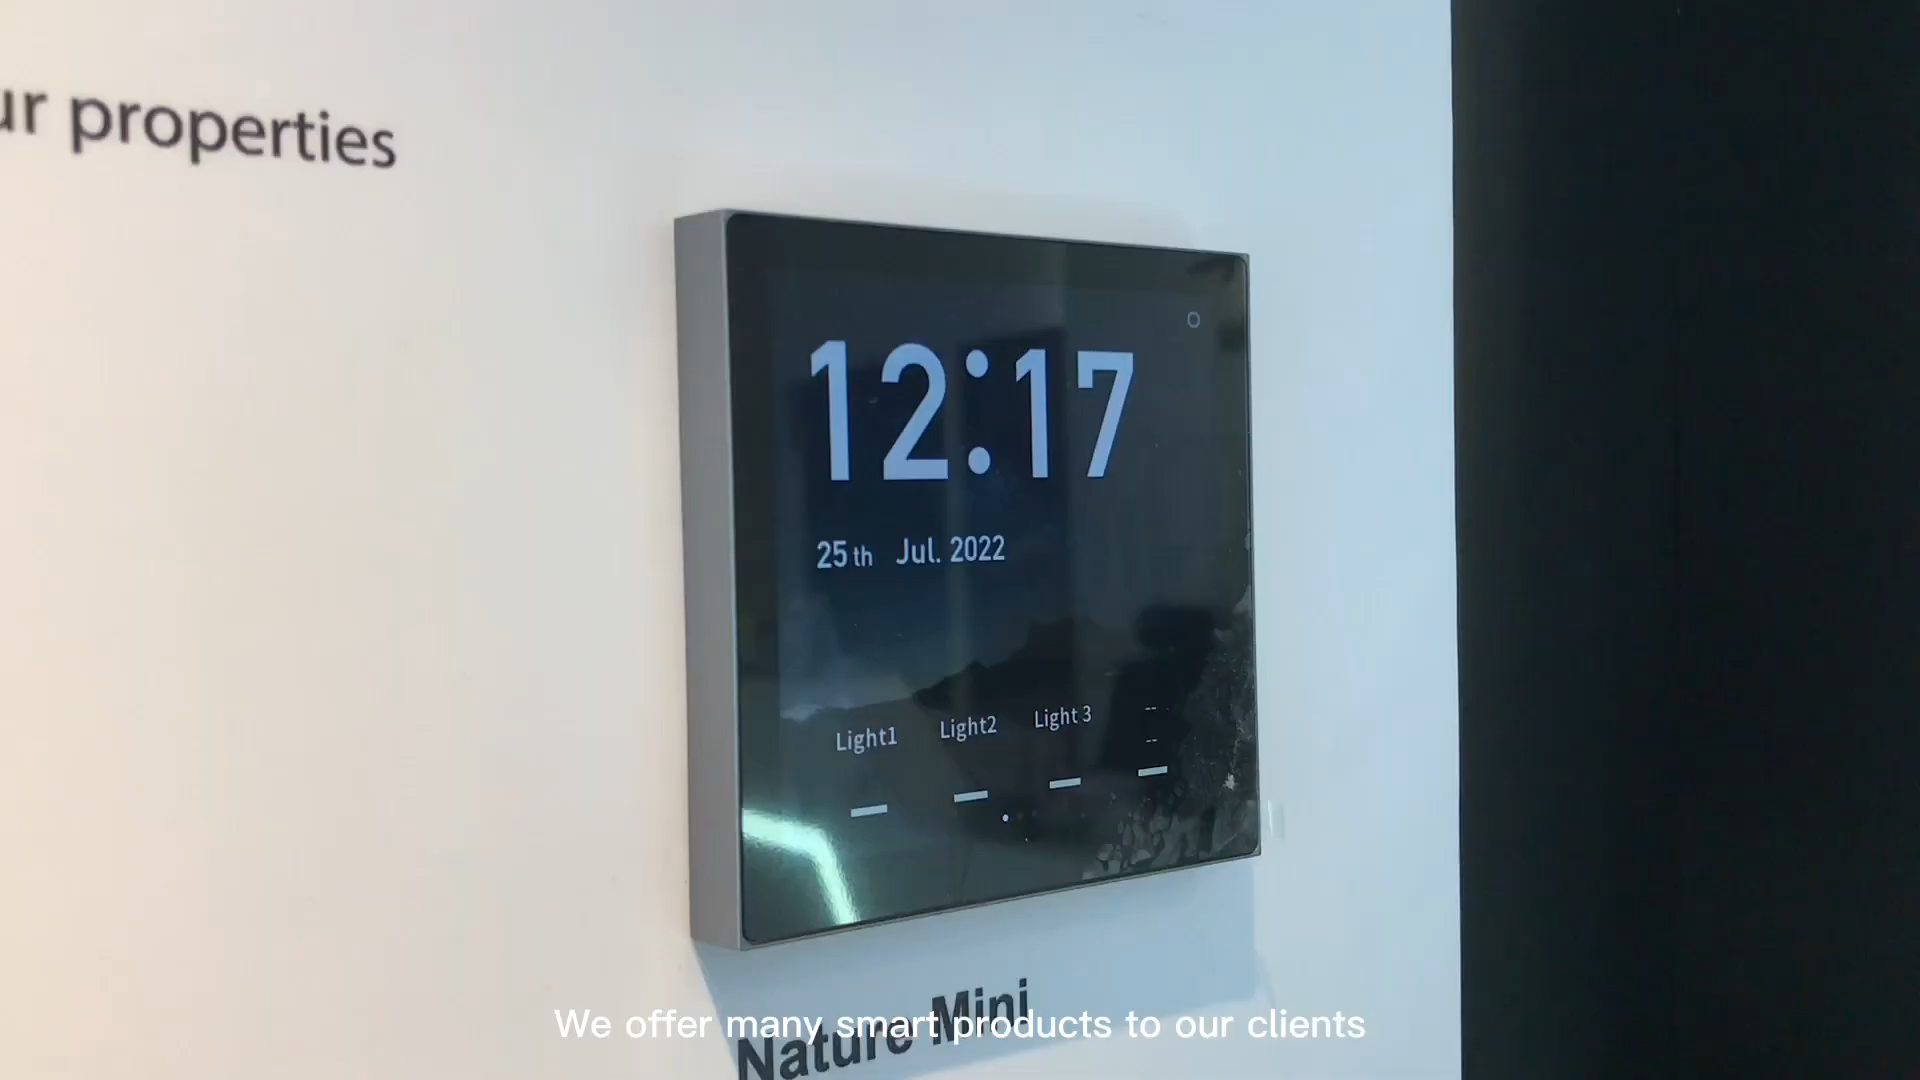 ur properties
12:17
25th Jul. 2022
Light1 Light2 Light 3 --
--
Nature Mini
We offer many smart products to our clients